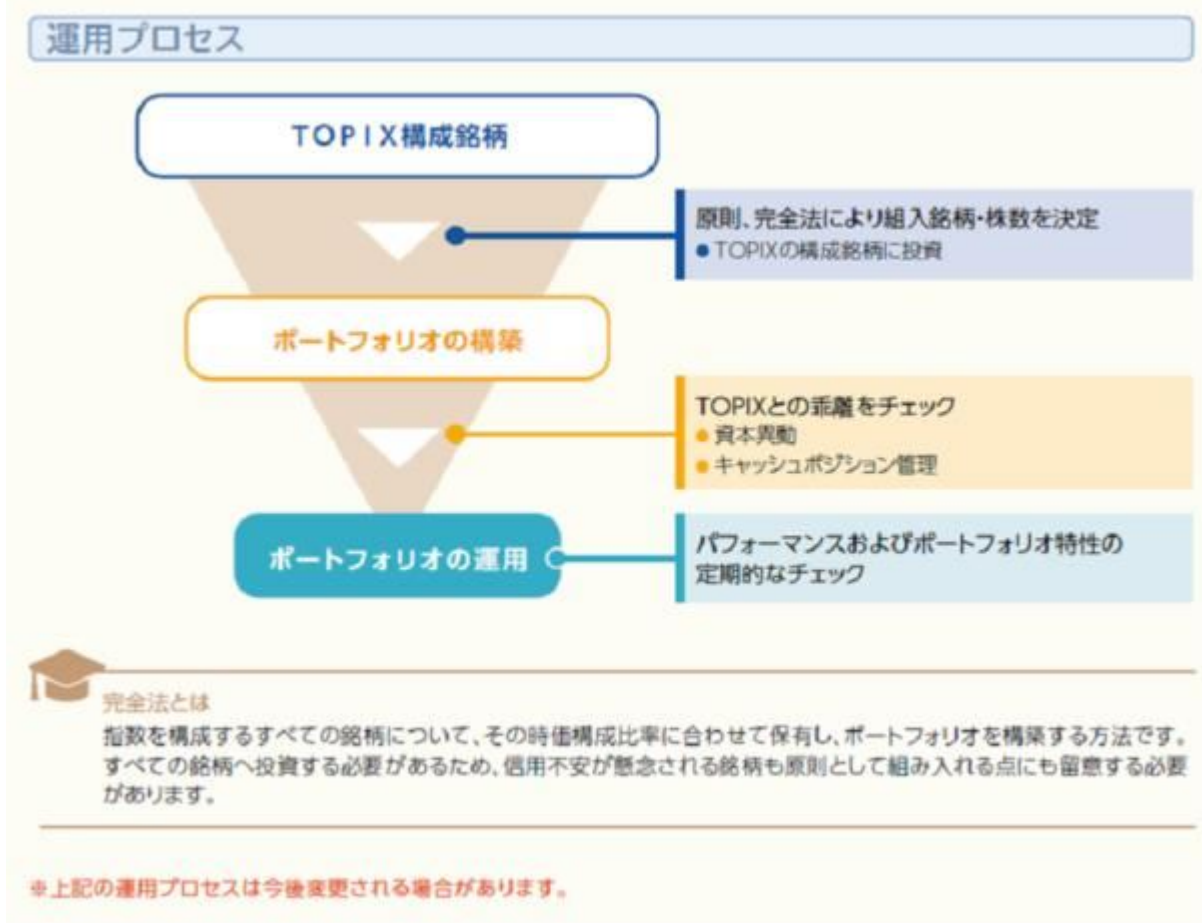 運用プロセス
TOPIX構成銘柄
原則、完全法により組入銘柄・株数を決定
●TOPIXの構成銘柄に投資
ポートフォリオの構築
TOPIXとの乖離をチェック
●資本異動
●キャッシュポジション管理
ポートフォリオの運用
パフォーマンスおよびポートフォリオ特性の
定期的なチェック
完全法とは
指数を構成するすべての銘柄について、その時価構成比率に合わせて保有し、ポートフォリオを構築する方法です。
すべての銘柄へ投資する必要があるため、信用不安が懸念される銘柄も原則として組み入れる点にも留意する必要
があります。
※上記の運用プロセスは今後変更される場合があります。